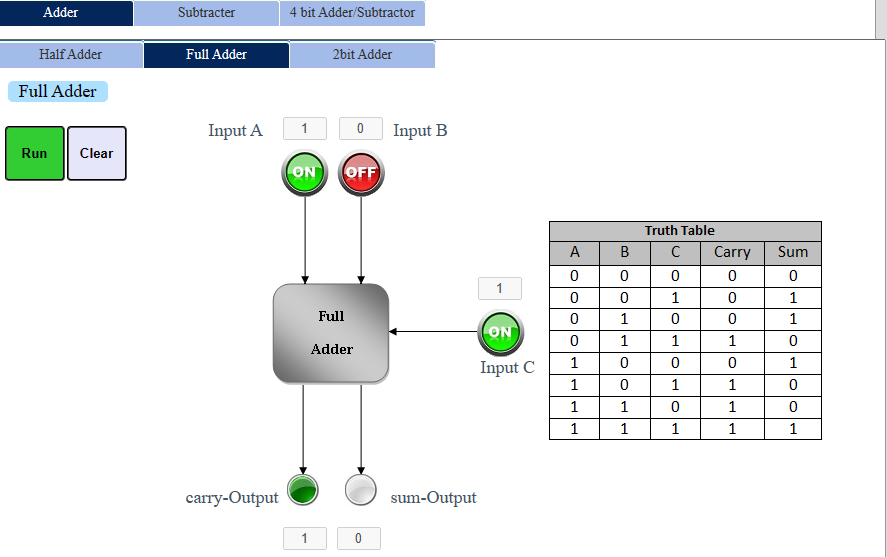 Adder Subtracter 4 bit Adder/Subtractor
Half Adder Full Adder 2bit Adder
Full Adder
Run Clear
Input A 1 0 Input B
ON OFF
Truth Table
A B C Carry Sum
0 0 0 0 0
0 0 1 0 1
0 1 0 0 1
0 1 1 1 0
1 0 0 0 1
1 0 1 1 0
1 1 0 1 0
1 1 1 1 1
1
ON
Input C
Full
Adder
carry-Output sum-Output
1 0